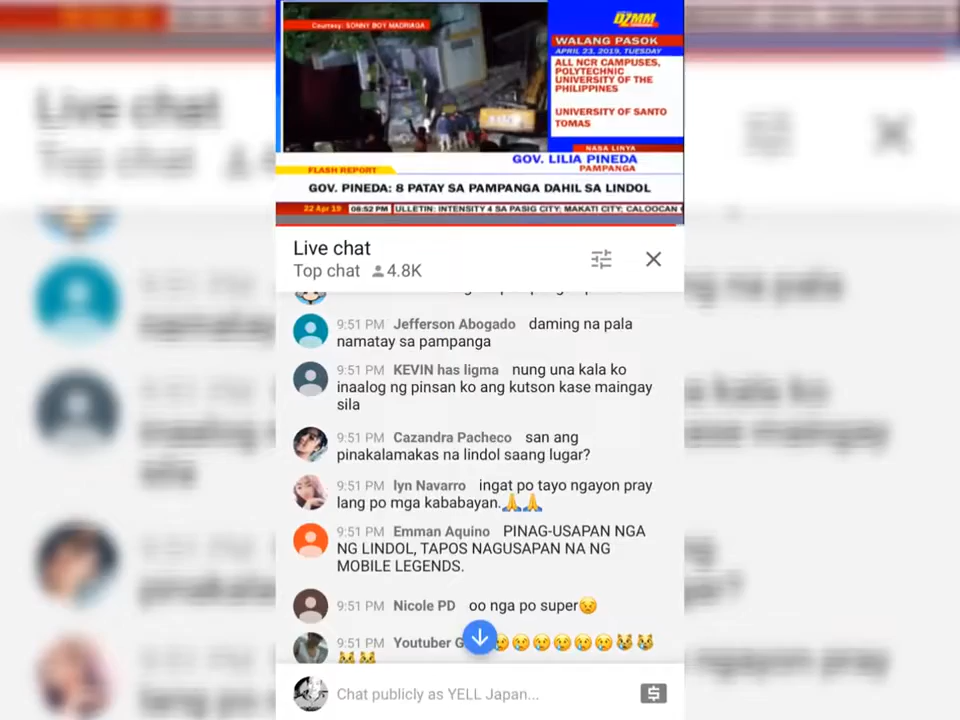 Courtesy: SONNY BOY MADRIAGA
DZMM
WALANG PASOK
APRIL 23, 2019, TUESDAY
ALL NCR CAMPUSES,
POLYTECHNIC
UNIVERSITY OF THE
PHILIPPINES
UNIVERSITY OF SANTO
TOMAS
NASA LINYA
GOV. LILIA PINEDA
PAMPANGA
FLASH REPORT
GOV. PINEDA: 8 PATAY SA PAMPANGA DAHIL SA LINDOL
22 Apr 19 08:52 PM ULLETIN: INTENSITY 4 SA PASIG CITY; MAKATI CITY; CALOOCAN
Live chat
Top chat 4.8K
9:51 PM Jefferson Abogado daming na pala
namatay sa pampanga
9:51 PM KEVIN has ligma nung una kala ko
inaalog ng pinsan ko ang kutson kase maingay
sila
9:51 PM Cazandra Pacheco san ang
pinakalamakas na lindol saang lugar?
9:51 PM lyn Navarro ingat po tayo ngayon pray
lang po mga kababayan.🙏🙏
9:51 PM Emman Aquino PINAG-USAPAN NGA
NG LINDOL, TAPOS NAGUSAPAN NA NG
MOBILE LEGENDS.
9:51 PM Nicole PD oo nga po super😟
9:51 PM Youtuber G 😢😢😢😢😢😢😿😿
😿😿
Chat publicly as YELL Japan...